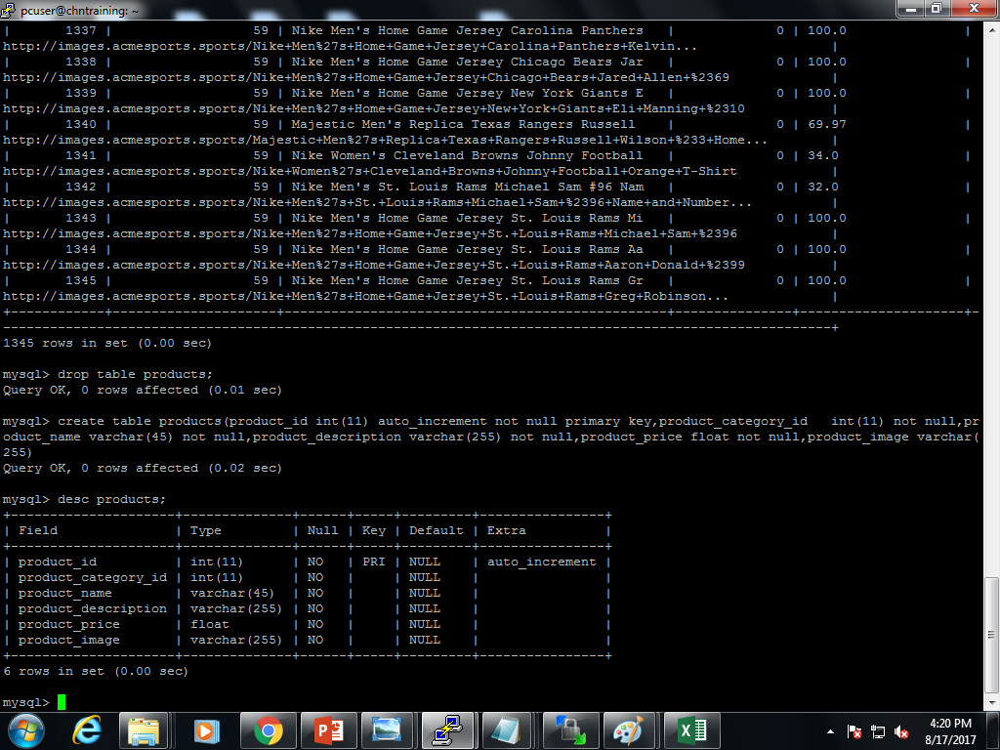 pcuser@chntraining: ~
| 1337 | 59 | Nike Men's Home Game Jersey Carolina Panthers | 0 | 100.0 |
http://images.acmesports.sports/Nike+Men%27s+Home+Game+Jersey+Carolina+Panthers+Kelvin... |
| 1338 | 59 | Nike Men's Home Game Jersey Chicago Bears Jar | 0 | 100.0 |
http://images.acmesports.sports/Nike+Men%27s+Home+Game+Jersey+Chicago+Bears+Jared+Allen+%2369 |
| 1339 | 59 | Nike Men's Home Game Jersey New York Giants E | 0 | 100.0 |
http://images.acmesports.sports/Nike+Men%27s+Home+Game+Jersey+New+York+Giants+Eli+Manning+%2310 |
| 1340 | 59 | Majestic Men's Replica Texas Rangers Russell | 0 | 69.97 |
http://images.acmesports.sports/Majestic+Men%27s+Replica+Texas+Rangers+Russell+Wilson+%233+Home... |
| 1341 | 59 | Nike Women's Cleveland Browns Johnny Football | 0 | 34.0 |
http://images.acmesports.sports/Nike+Women%27s+Cleveland+Browns+Johnny+Football+Orange+T-Shirt |
| 1342 | 59 | Nike Men's St. Louis Rams Michael Sam #96 Nam | 0 | 32.0 |
http://images.acmesports.sports/Nike+Men%27s+St.+Louis+Rams+Michael+Sam+%2396+Name+and+Number... |
| 1343 | 59 | Nike Men's Home Game Jersey St. Louis Rams Mi | 0 | 100.0 |
http://images.acmesports.sports/Nike+Men%27s+Home+Game+Jersey+St.+Louis+Rams+Michael+Sam+%2396 |
| 1344 | 59 | Nike Men's Home Game Jersey St. Louis Rams Aa | 0 | 100.0 |
http://images.acmesports.sports/Nike+Men%27s+Home+Game+Jersey+St.+Louis+Rams+Aaron+Donald+%2399 |
| 1345 | 59 | Nike Men's Home Game Jersey St. Louis Rams Gr | 0 | 100.0 |
http://images.acmesports.sports/Nike+Men%27s+Home+Game+Jersey+St.+Louis+Rams+Greg+Robinson... |
1345 rows in set (0.00 sec)
mysql> drop table products;
Query OK, 0 rows affected (0.01 sec)
mysql> create table products(product_id int(11) auto_increment not null primary key,product_category_id   int(11) not null,pr
oduct_name varchar(45) not null,product_description varchar(255) not null,product_price float not null,product_image varchar(
255)
Query OK, 0 rows affected (0.02 sec)
mysql> desc products;
| Field | Type | Null | Key | Default | Extra |
| product_id | int(11) | NO | PRI | NULL | auto_increment |
| product_category_id | int(11) | NO | | NULL | |
| product_name | varchar(45) | NO | | NULL | |
| product_description | varchar(255) | NO | | NULL | |
| product_price | float | NO | | NULL | |
| product_image | varchar(255) | NO | | NULL | |
6 rows in set (0.00 sec)
mysql>
4:20 PM
8/17/2017